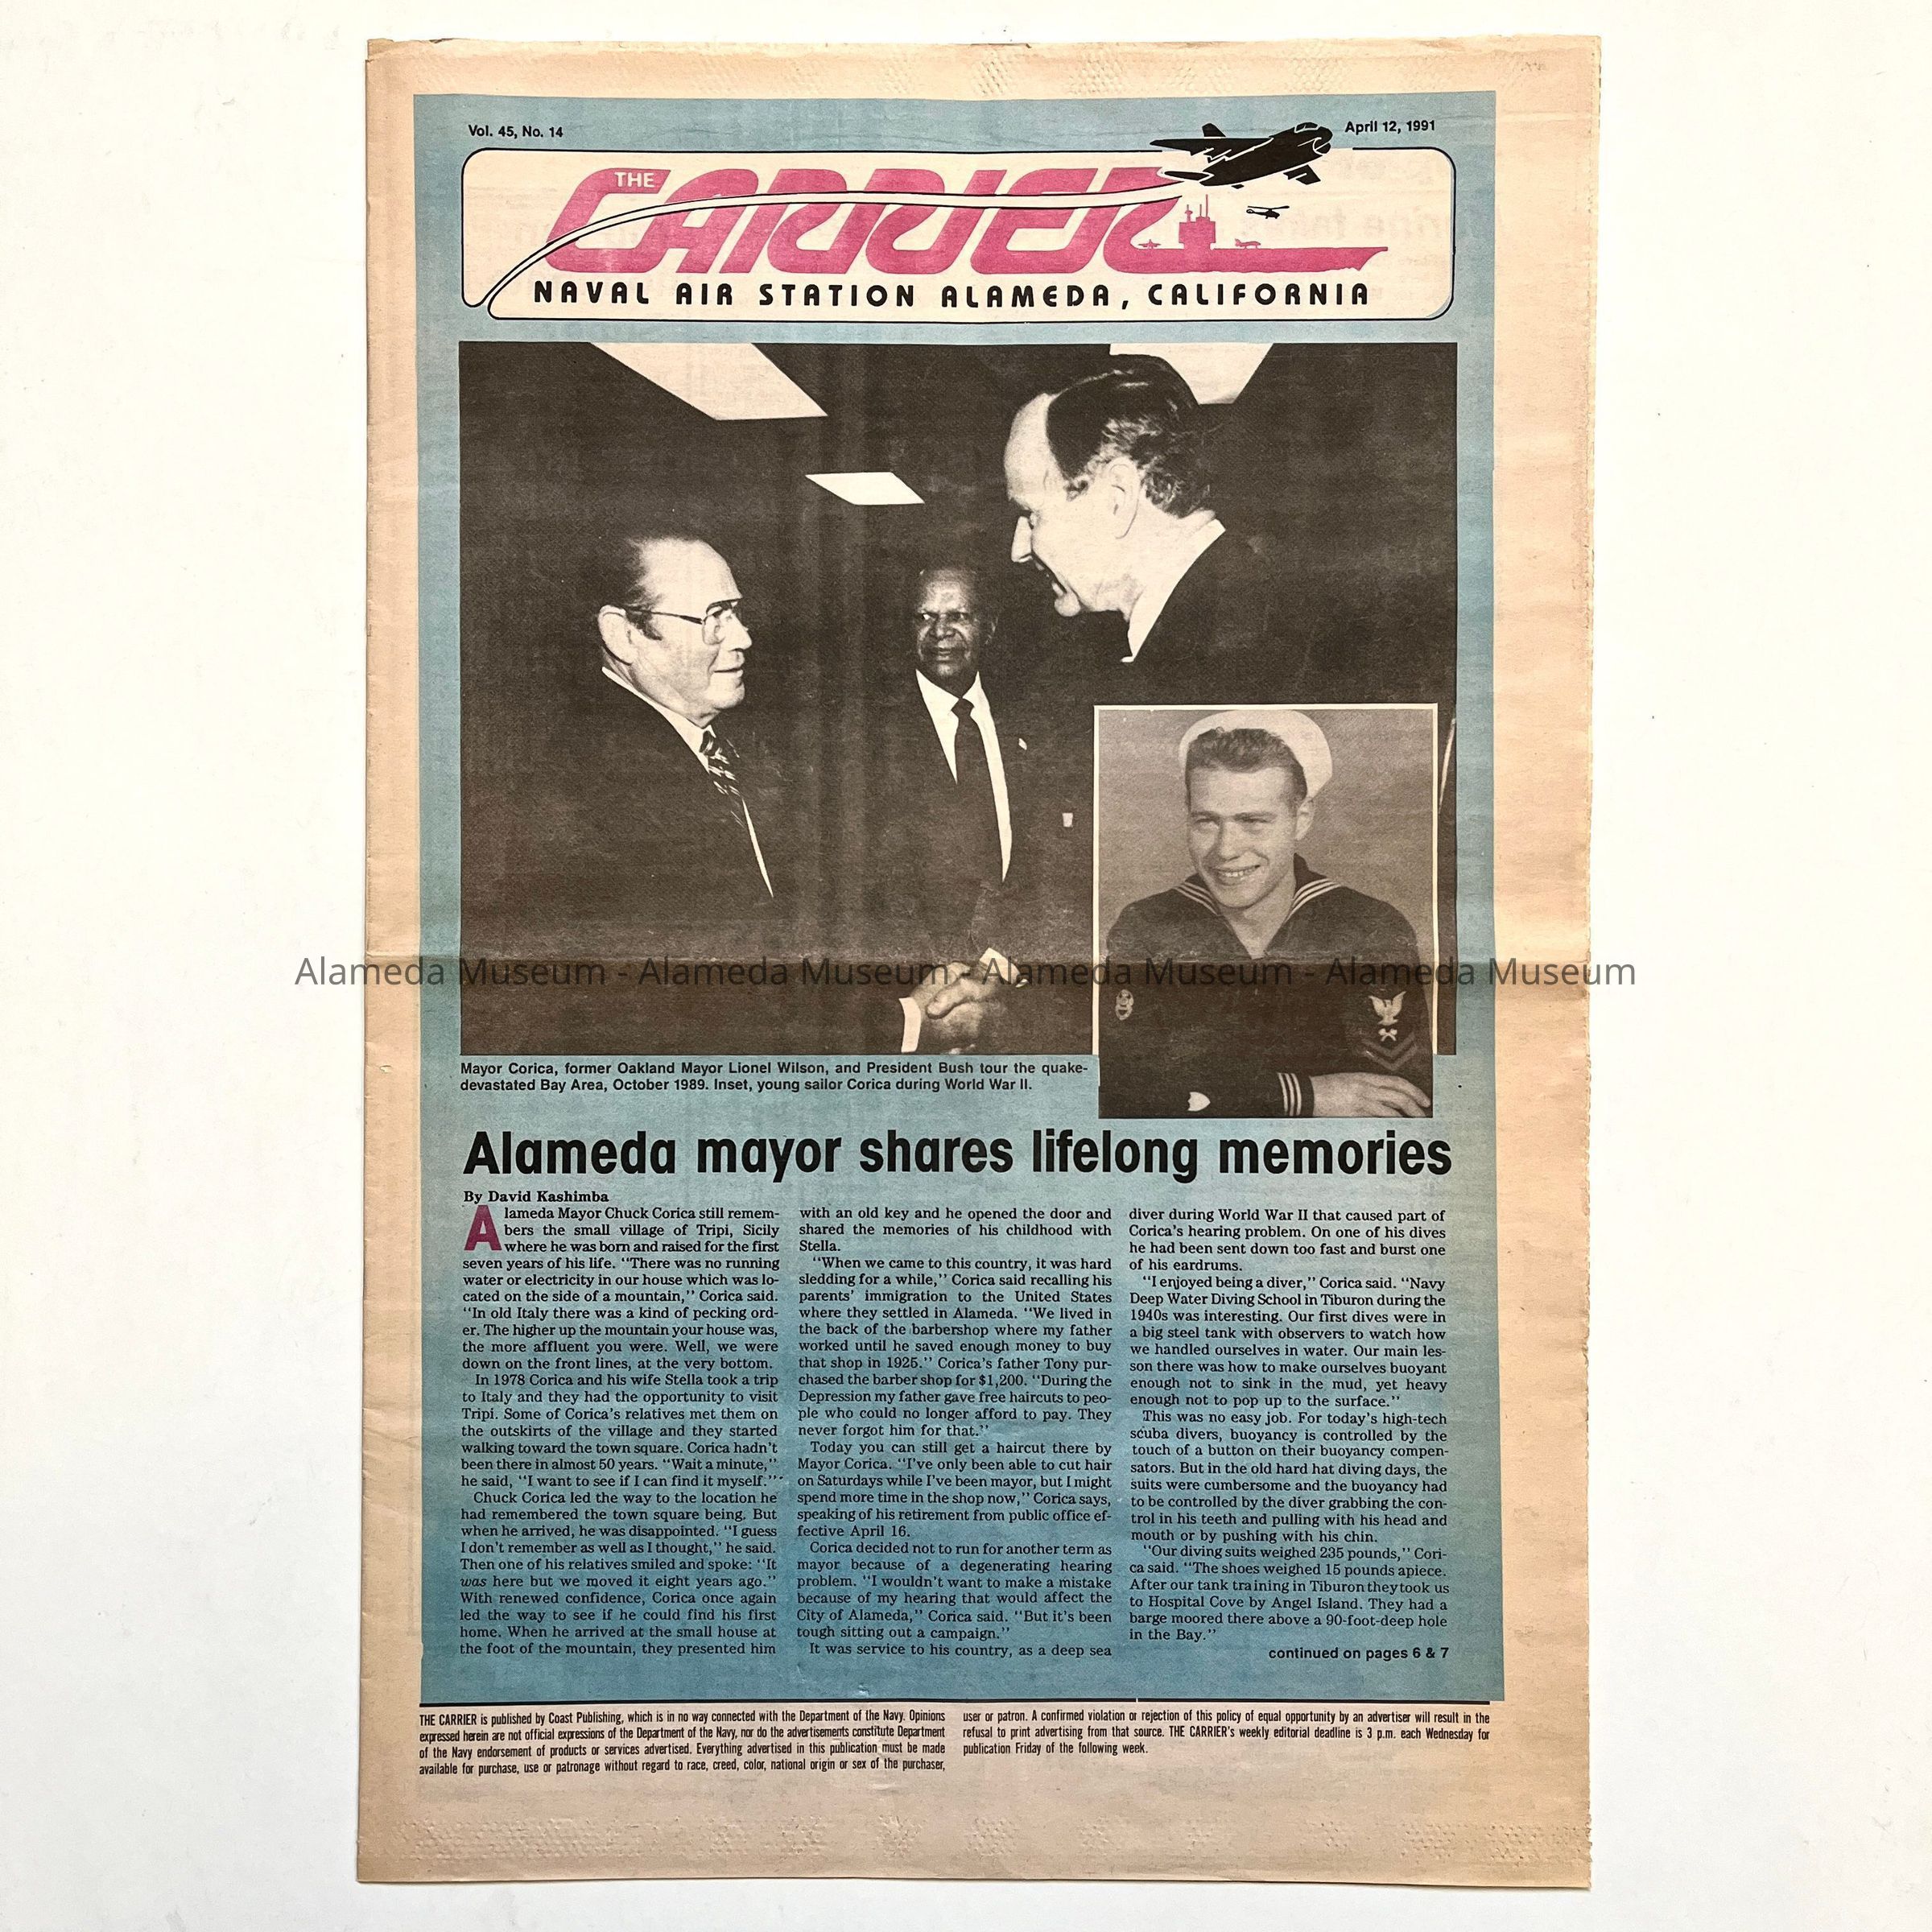 Vol. 45, No. 14
April 12, 1991
THE
CARRIER
NAVAL AIR STATION ALAMEDA, CALIFORNIA
Alameda Museum - Alameda Museum - Alameda Museum - Alameda Museum
Mayor Corica, former Oakland Mayor Lionel Wilson, and President Bush tour the quake-
devastated Bay Area, October 1989. Inset, young sailor Corica during World War II.
Alameda mayor shares lifelong memories
By David Kashimba
Alameda Mayor Chuck Corica still remem-
bers the small village of Tripi, Sicily
where he was born and raised for the first
seven years of his life. "There was no running
water or electricity in our house which was lo-
cated on the side of a mountain," Corica said.
"In old Italy there was a kind of pecking ord-
er. The higher up the mountain your house was,
the more affluent you were. Well, we were
down on the front lines, at the very bottom.
In 1978 Corica and his wife Stella took a trip
to Italy and they had the opportunity to visit
Tripi. Some of Corica's relatives met them on
the outskirts of the village and they started
walking toward the town square. Corica hadn't
been there in almost 50 years. "Wait a minute,"
he said, "I want to see if I can find it myself."
Chuck Corica led the way to the location he
had remembered the town square being. But
when he arrived, he was disappointed. "I guess
I don't remember as well as I thought," he said.
Then one of his relatives smiled and spoke: "It
was here but we moved it eight years ago."
With renewed confidence, Corica once again
led the way to see if he could find his first
home. When he arrived at the small house at
the foot of the mountain, they presented him
with an old key and he opened the door and
shared the memories of his childhood with
Stella.
"When we came to this country, it was hard
sledding for a while," Corica said recalling his
parents' immigration to the United States
where they settled in Alameda. "We lived in
the back of the barbershop where my father
worked until he saved enough money to buy
that shop in 1925." Corica's father Tony pur-
chased the barber shop for $1,200. "During the
Depression my father gave free haircuts to peo-
ple who could no longer afford to pay. They
never forgot him for that."
Today you can still get a haircut there by
Mayor Corica. "I've only been able to cut hair
on Saturdays while I've been mayor, but I might
spend more time in the shop now," Corica says,
speaking of his retirement from public office ef-
fective April 16.
Corica decided not to run for another term as
mayor because of a degenerating hearing
problem. "I wouldn't want to make a mistake
because of my hearing that would affect the
City of Alameda," Corica said. "But it's been
tough sitting out a campaign."
It was service to his country, as a deep sea
diver during World War II that caused part of
Corica's hearing problem. On one of his dives
he had been sent down too fast and burst one
of his eardrums.
"I enjoyed being a diver," Corica said. "Navy
Deep Water Diving School in Tiburon during the
1940s was interesting. Our first dives were in
a big steel tank with observers to watch how
we handled ourselves in water. Our main les-
son there was how to make ourselves buoyant
enough not to sink in the mud, yet heavy
enough not to pop up to the surface."
This was no easy job. For today's high-tech
scuba divers, buoyancy is controlled by the
touch of a button on their buoyancy compen-
sators. But in the old hard hat diving days, the
suits were cumbersome and the buoyancy had
to be controlled by the diver grabbing the con-
trol in his teeth and pulling with his head and
mouth or by pushing with his chin.
"Our diving suits weighed 235 pounds," Cori-
ca said. "The shoes weighed 15 pounds apiece.
After our tank training in Tiburon they took us
to Hospital Cove by Angel Island. They had a
barge moored there above a 90-foot-deep hole
in the Bay."
continued on pages 6 & 7
THE CARRIER is published by Coast Publishing, which is in no way connected with the Department of the Navy. Opinions
expressed herein are not official expressions of the Department of the Navy, nor do the advertisements constitute Department
of the Navy endorsement of products or services advertised. Everything advertised in this publication must be made
available for purchase, use or patronage without regard to race, creed, color, national origin or sex of the purchaser,
user or patron. A confirmed violation or rejection of this policy of equal opportunity by an advertiser will result in the
refusal to print advertising from that source. THE CARRIER's weekly editorial deadline is 3 p.m. each Wednesday for
publication Friday of the following week.